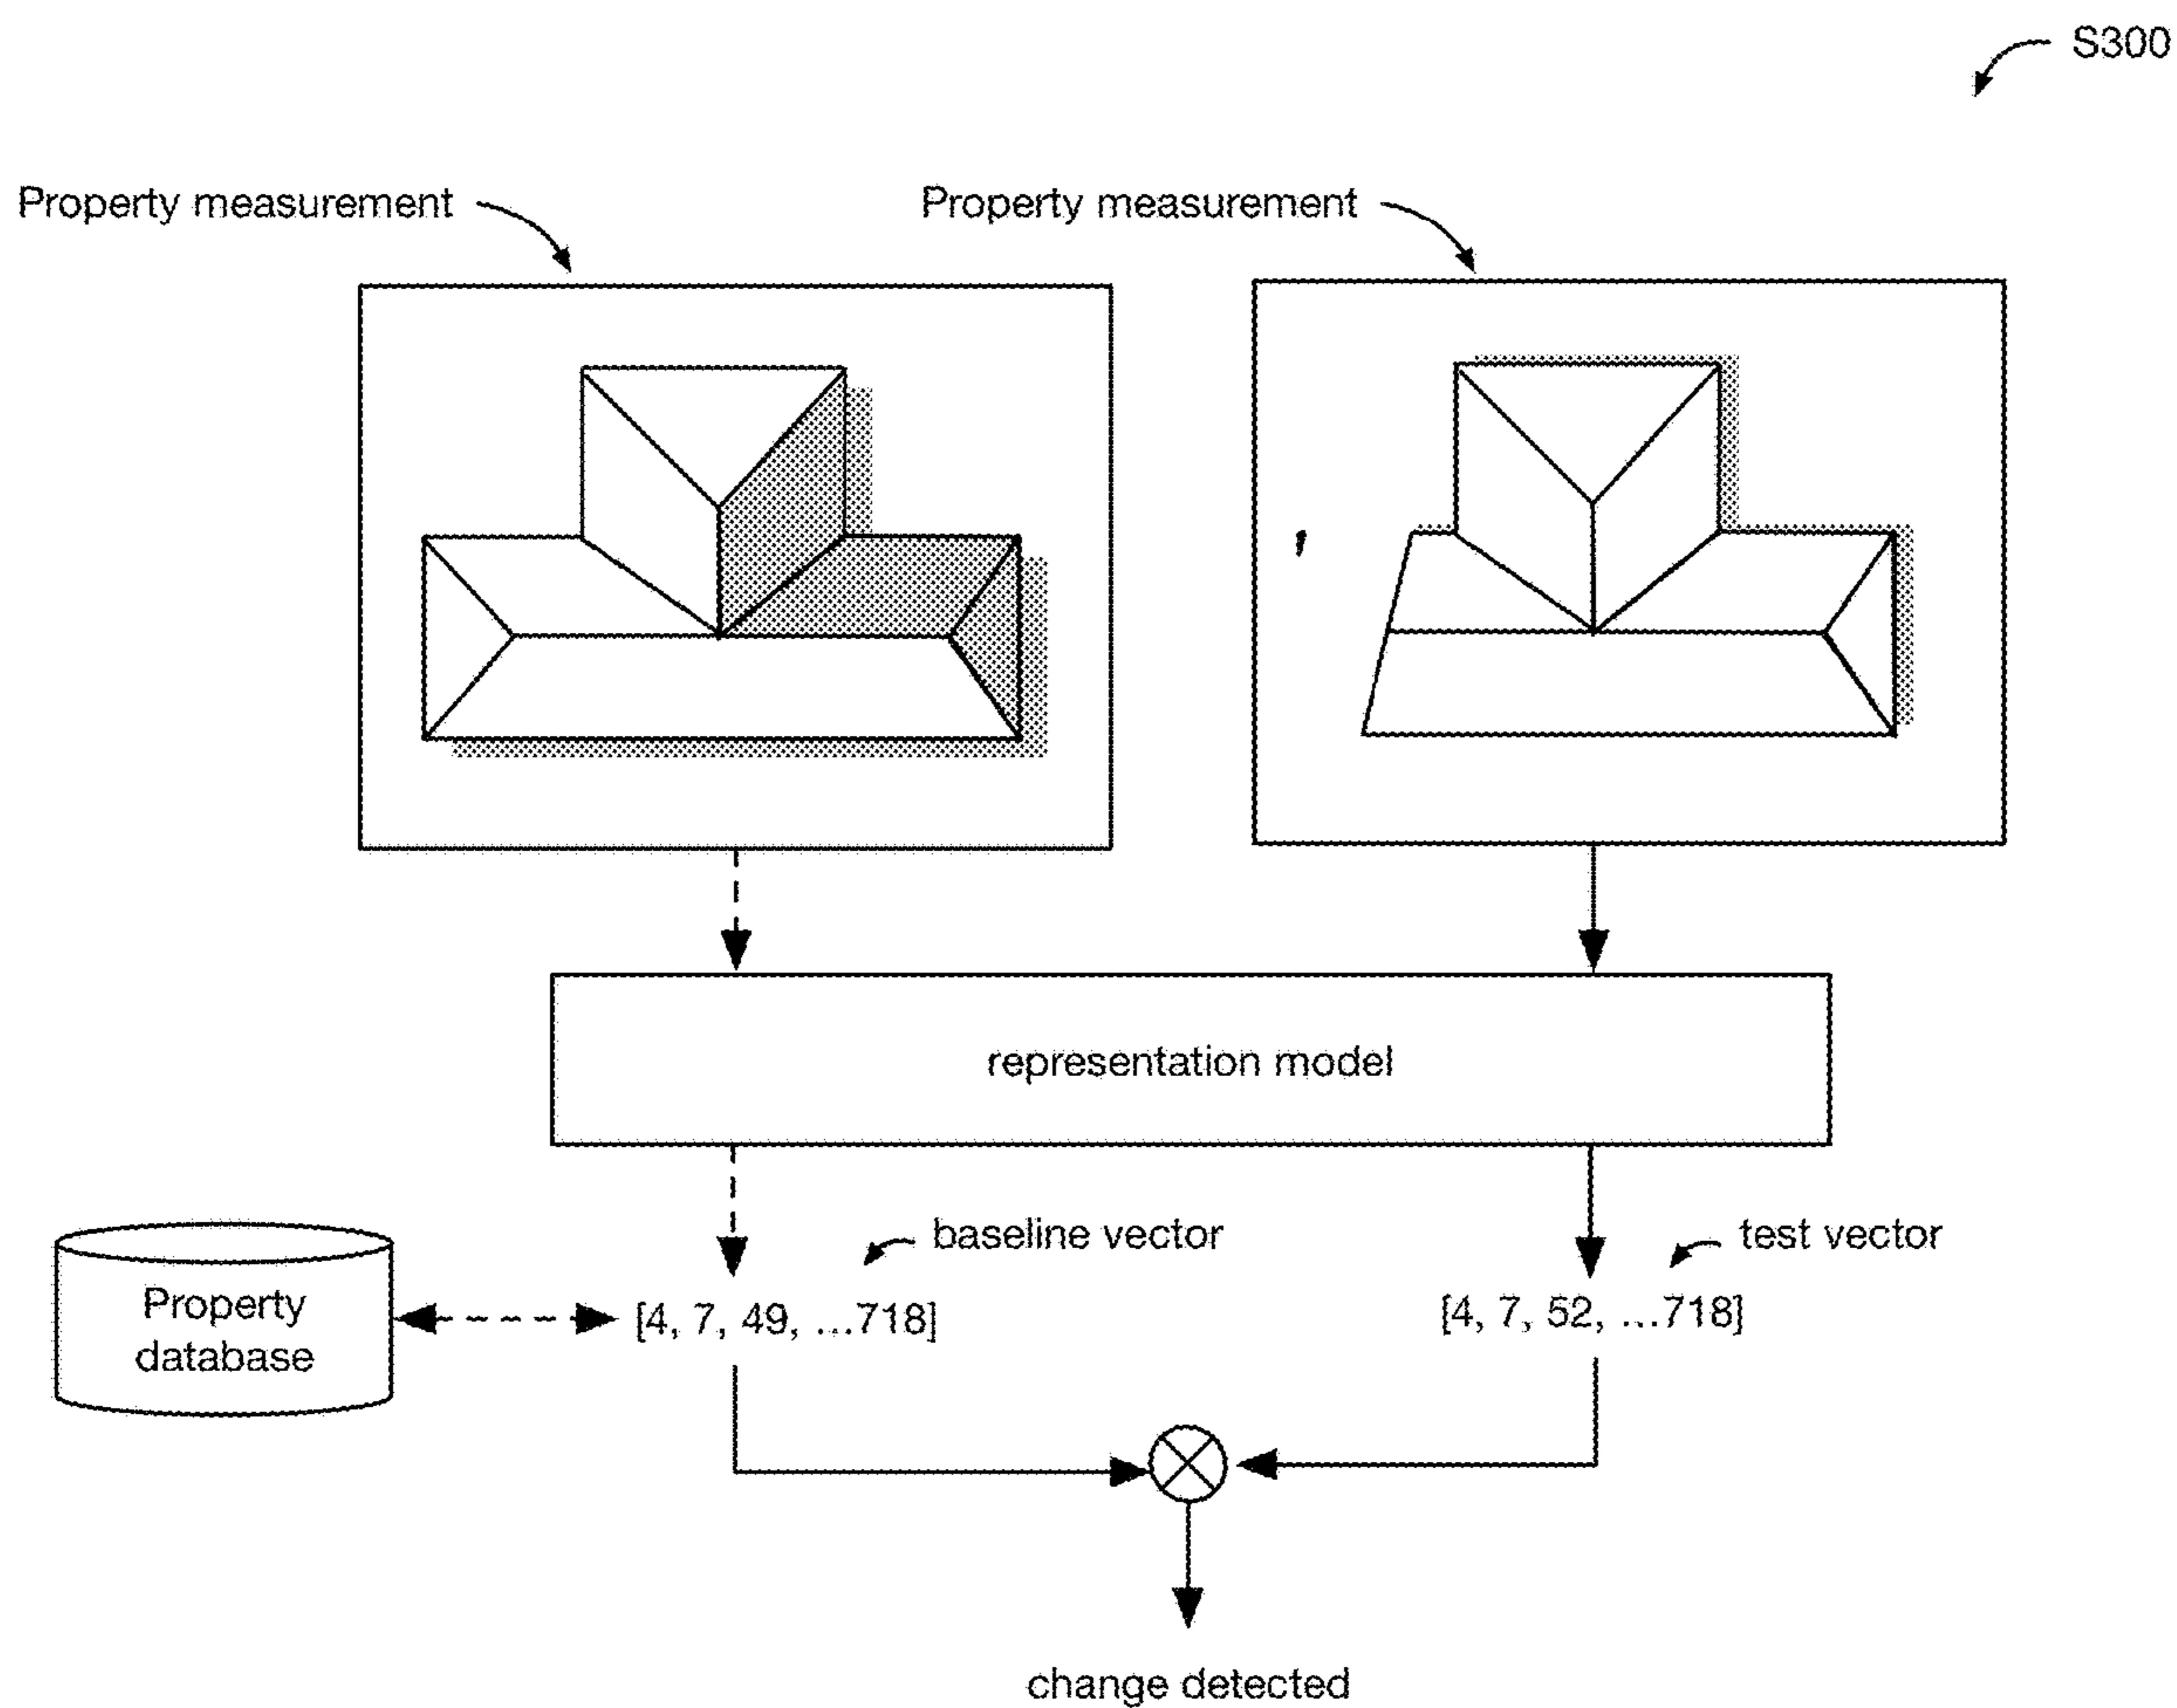 S300
Property measurement
Property measurement
representation model
baseline vector
test vector
Property
database
[4, 7, 49, ...718]
[4, 7, 52, ...718]
change detected